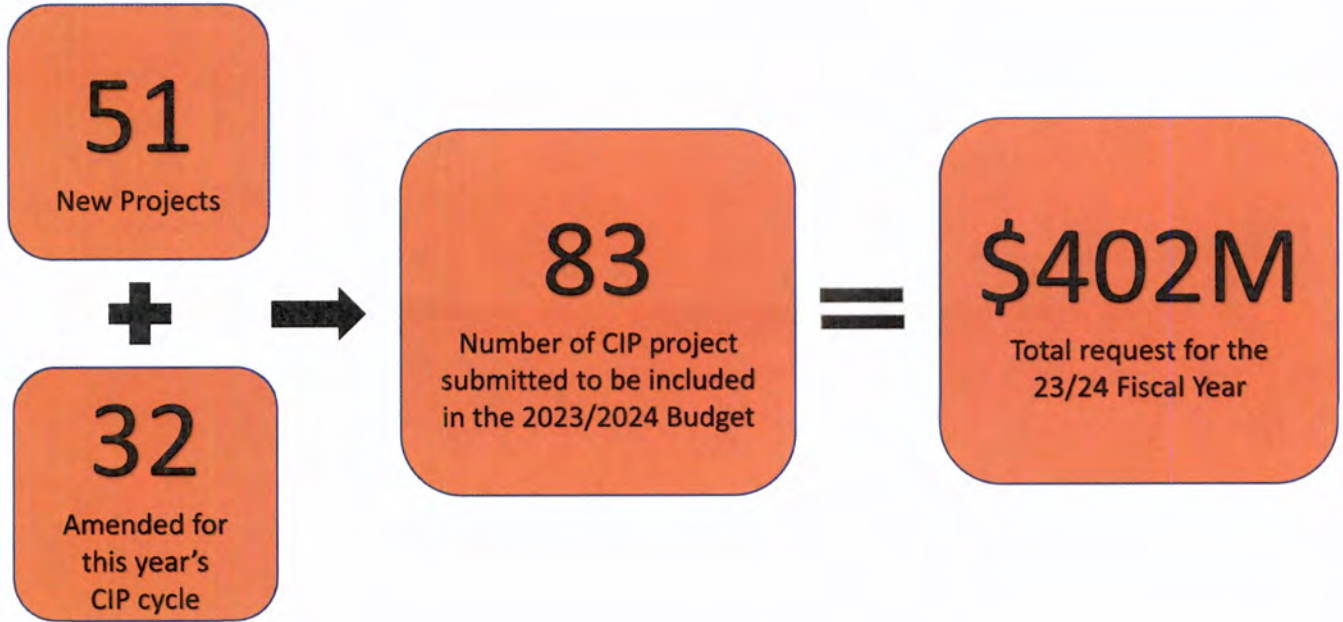 51
New Projects
32
Amended for
this year's
CIP cycle
83
Number of CIP project
submitted to be included
in the 2023/2024 Budget
$402M
Total request for the
23/24 Fiscal Year